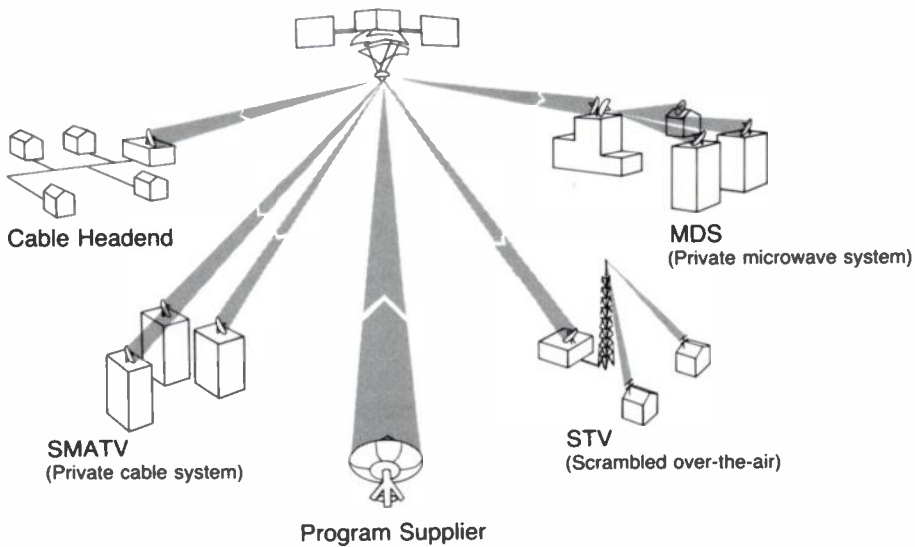 Cable Headend
MDS
(Private microwave system)
SMATV
(Private cable system)
STV
(Scrambled over-the-air)
Program Supplier